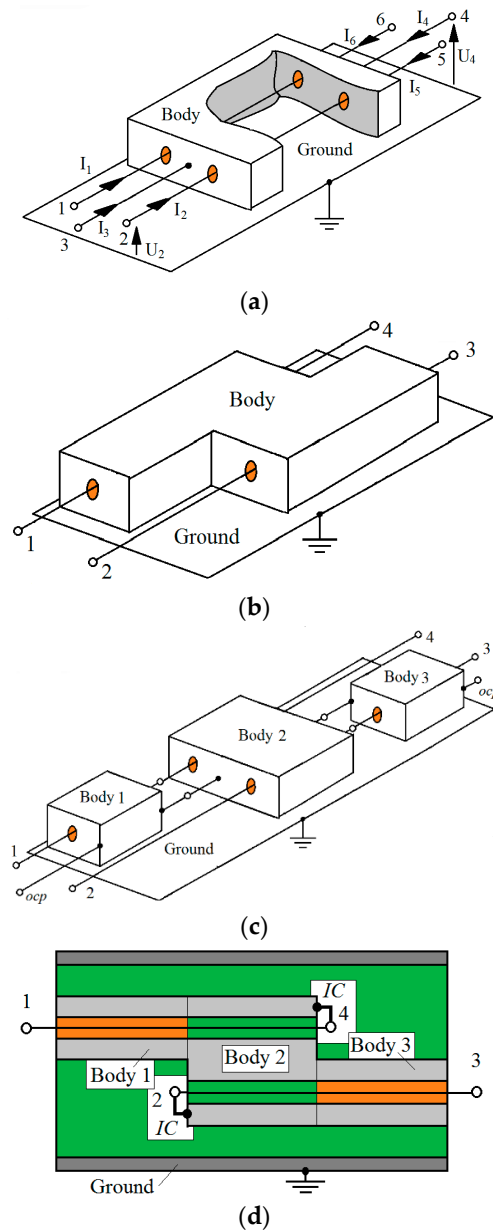 6
I₆
I₄
4
5
U₄
I₅
Body
Ground
I₁
1
I₃
I₂
3
2
U₂
(a)
4
3
Body
Ground
1
2
(b)
4
3
Body 3
ocp
Body 2
Body 1
1
Ground
ocp
2
(c)
IC
1
4
Body 3
Body 2
3
Body 1
2
IC
Ground
(d)